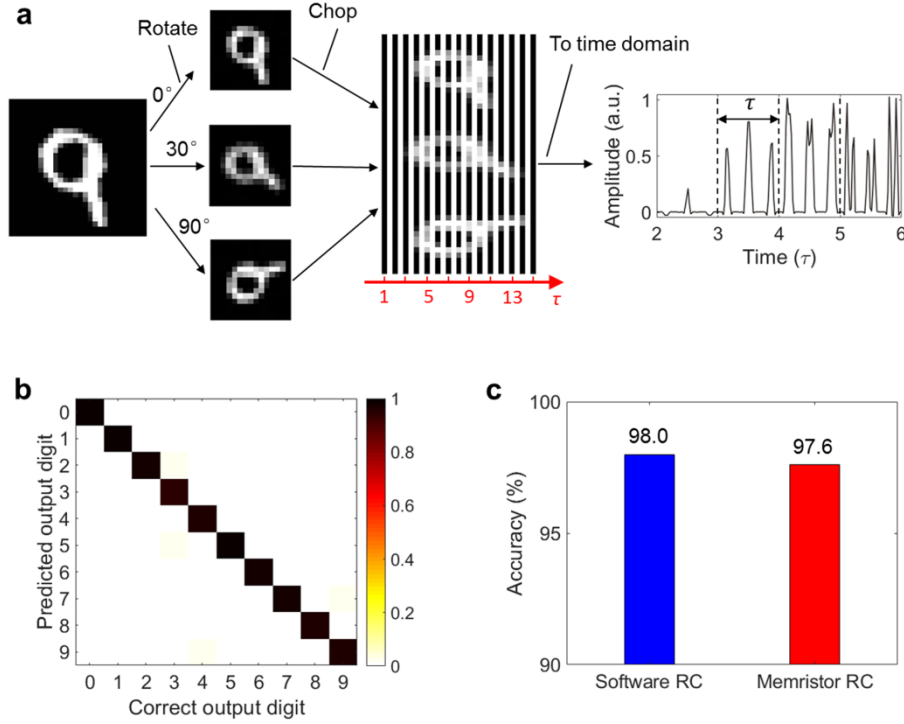 a
Rotate
Chop
To time domain
0°
30°
90°
τ
1 5 9 13
Amplitude (a.u.)
1
0.5
0
τ
2 3 4 5 6
Time (τ)
b
Predicted output digit
0
1
2
3
4
5
6
7
8
9
0 1 2 3 4 5 6 7 8 9
Correct output digit
1
0.8
0.6
0.4
0.2
0
c
Accuracy (%)
100
95
90
98.0
97.6
Software RC
Memristor RC